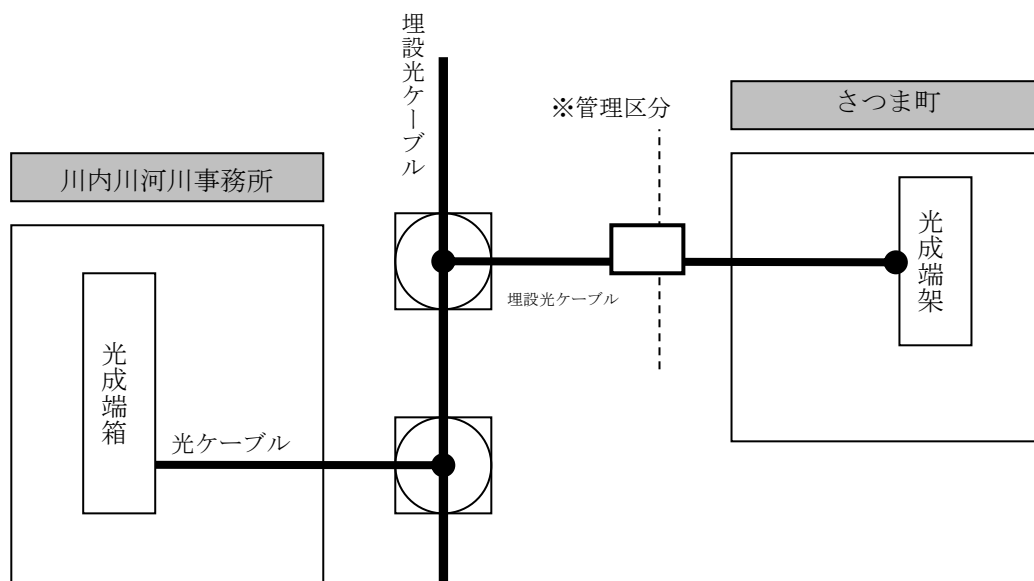 埋設光ケーブル
※管理区分
さつま町
川内川河川事務所
光成端架
埋設光ケーブル
光成端箱
光ケーブル